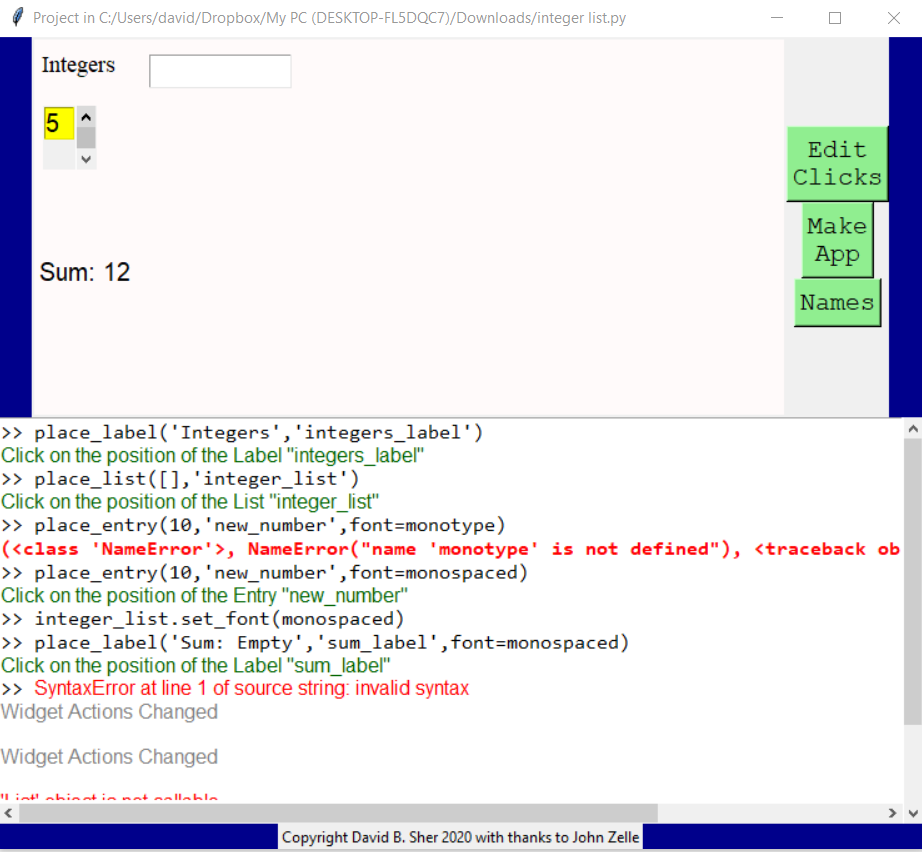 Project in C:/Users/david/Dropbox/My PC (DESKTOP-FL5DQC7)/Downloads/integer list.py
Integers
5
Edit
Clicks
Make
App
Names
Sum: 12
>> place_label('Integers','integers_label')
Click on the position of the Label "integers_label"
>> place_list([],'integer_list')
Click on the position of the List "integer_list"
>> place_entry(10,'new_number',font=monotype)
(<class 'NameError'>, NameError("name 'monotype' is not defined"), <traceback ob
>> place_entry(10,'new_number',font=monospaced)
Click on the position of the Entry "new_number"
>> integer_list.set_font(monospaced)
>> place_label('Sum: Empty','sum_label',font=monospaced)
Click on the position of the Label "sum_label"
>> SyntaxError at line 1 of source string: invalid syntax
Widget Actions Changed
Widget Actions Changed
'List' object is not callable
Copyright David B. Sher 2020 with thanks to John Zelle